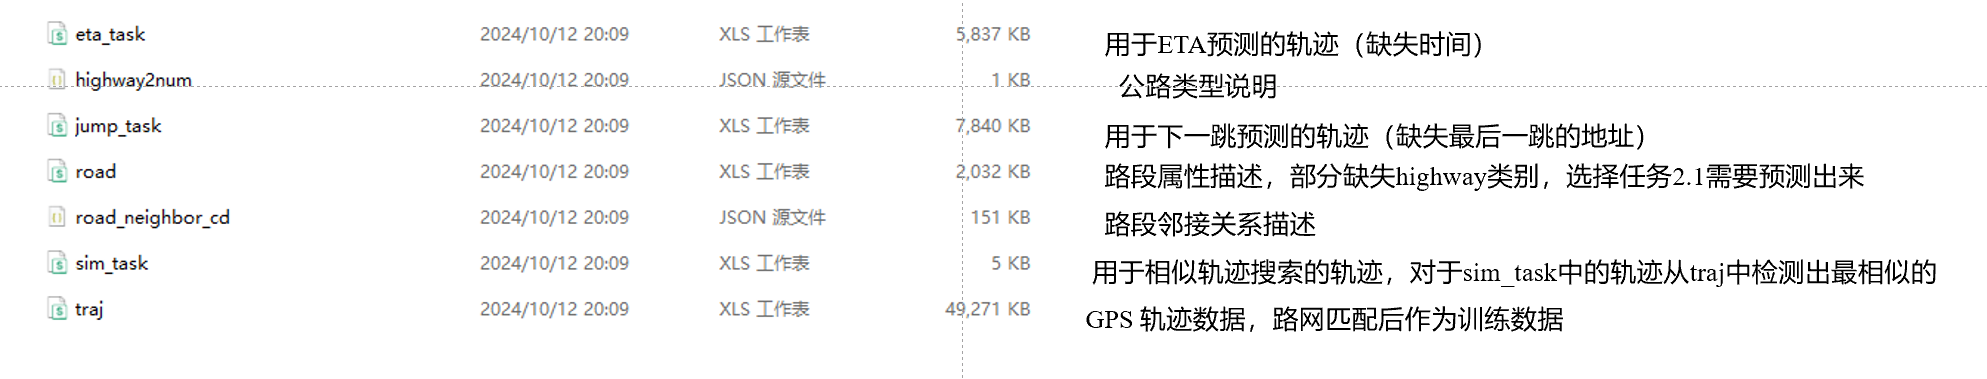 eta_task 2024/10/12 20:09 XLS 工作表 5,837 KB 用于ETA预测的轨迹（缺失时间）
highway2num 2024/10/12 20:09 JSON 源文件 1 KB 公路类型说明
jump_task 2024/10/12 20:09 XLS 工作表 7,840 KB 用于下一跳预测的轨迹（缺失最后一跳的地址）
road 2024/10/12 20:09 XLS 工作表 2,032 KB 路段属性描述，部分缺失highway类别，选择任务2.1需要预测出来
road_neighbor_cd 2024/10/12 20:09 JSON 源文件 151 KB 路段邻接关系描述
sim_task 2024/10/12 20:09 XLS 工作表 5 KB 用于相似轨迹搜索的轨迹，对于sim_task中的轨迹从traj中检测出最相似的
traj 2024/10/12 20:09 XLS 工作表 49,271 KB GPS 轨迹数据，路网匹配后作为训练数据